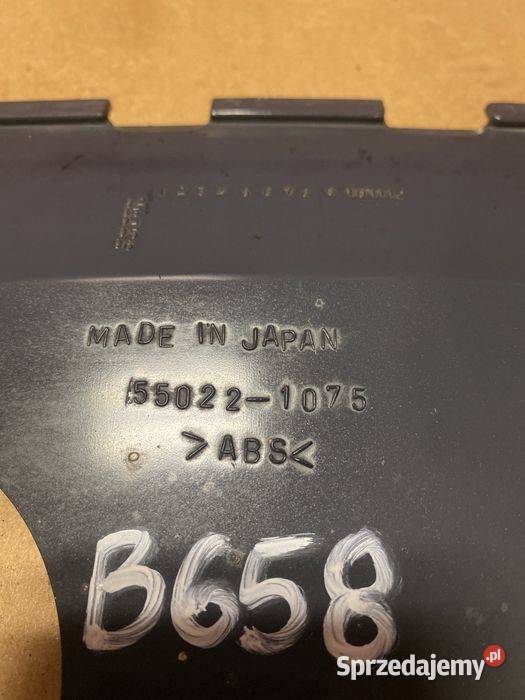 MADE IN JAPAN
55022-1075
>ABS<
B658
Sprzedajemy.pl